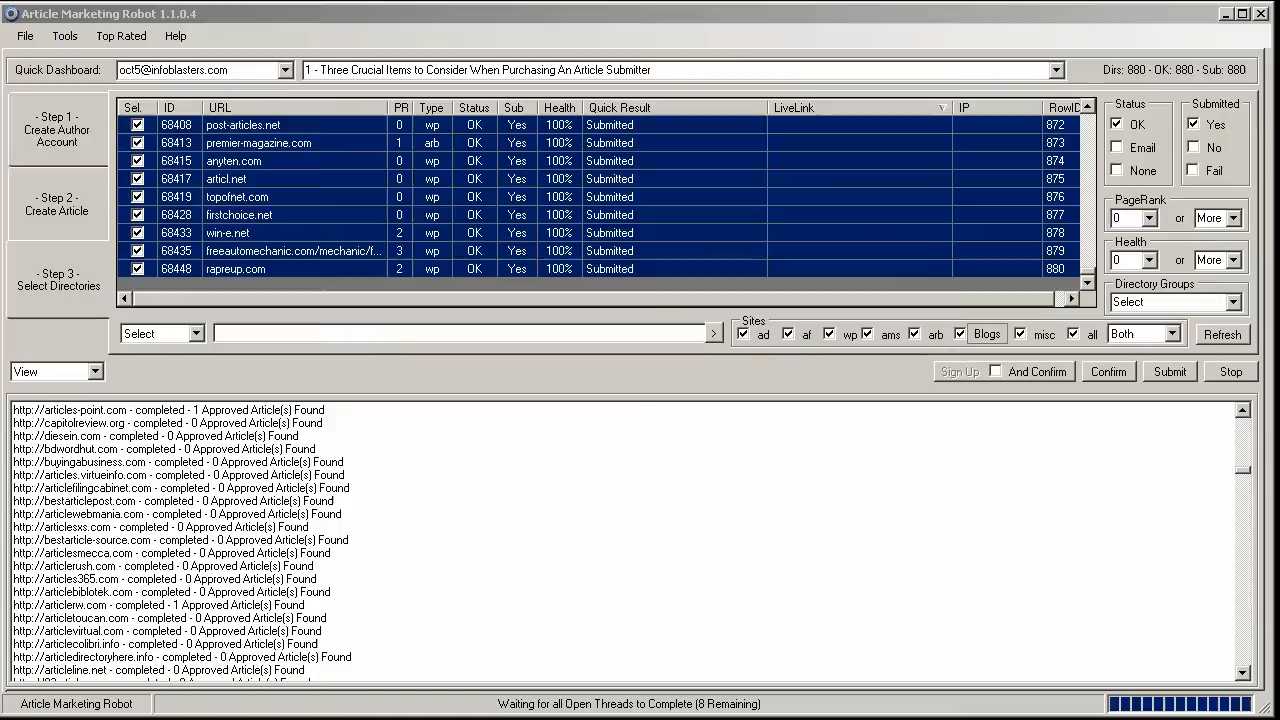 Article Marketing Robot 1.1.0.4
File Tools Top Rated Help
Quick Dashboard: oct5@infoblasters.com 1 - Three Crucial Items to Consider When Purchasing An Article Submitter Dirs: 880 - OK: 880 - Sub: 880
- Step 1 -
Create Author
Account
- Step 2 -
Create Article
- Step 3 -
Select Directories
Sel. ID URL PR Type Status Sub Health Quick Result LiveLink IP RowID
68408 post-articles.net 0 wp OK Yes 100% Submitted 872
68413 premier-magazine.com 1 arb OK Yes 100% Submitted 873
68415 anyten.com 0 wp OK Yes 100% Submitted 874
68417 articl.net 0 wp OK Yes 100% Submitted 875
68419 topofnet.com 0 wp OK Yes 100% Submitted 876
68428 firstchoice.net 0 wp OK Yes 100% Submitted 877
68433 win-e.net 2 wp OK Yes 100% Submitted 878
68435 freeautomechanic.com/mechanic/f... 3 wp OK Yes 100% Submitted 879
68448 rapreup.com 2 wp OK Yes 100% Submitted 880
Status Submitted
OK Yes
Email No
None Fail
PageRank
0 or More
Health
0 or More
Directory Groups
Select
Select > Sites ad af wp ams arb Blogs misc all Both Refresh
View Sign Up And Confirm Confirm Submit Stop
http://articles-point.com - completed - 1 Approved Article(s) Found
http://capitolreview.org - completed - 0 Approved Article(s) Found
http://diesein.com - completed - 0 Approved Article(s) Found
http://bdwordhut.com - completed - 0 Approved Article(s) Found
http://buyingabusiness.com - completed - 0 Approved Article(s) Found
http://articles.virtueinfo.com - completed - 0 Approved Article(s) Found
http://articlefilingcabinet.com - completed - 0 Approved Article(s) Found
http://bestarticlepost.com - completed - 0 Approved Article(s) Found
http://articlewebmania.com - completed - 0 Approved Article(s) Found
http://articlesxs.com - completed - 0 Approved Article(s) Found
http://bestarticle-source.com - completed - 0 Approved Article(s) Found
http://articlesmecca.com - completed - 0 Approved Article(s) Found
http://articlerush.com - completed - 0 Approved Article(s) Found
http://articles365.com - completed - 0 Approved Article(s) Found
http://articlebiblotek.com - completed - 0 Approved Article(s) Found
http://articlerw.com - completed - 1 Approved Article(s) Found
http://articletoucan.com - completed - 0 Approved Article(s) Found
http://articlevirtual.com - completed - 0 Approved Article(s) Found
http://articlecolibri.info - completed - 0 Approved Article(s) Found
http://articledirectoryhere.info - completed - 0 Approved Article(s) Found
http://articleline.net - completed - 0 Approved Article(s) Found
Article Marketing Robot Waiting for all Open Threads to Complete (8 Remaining)